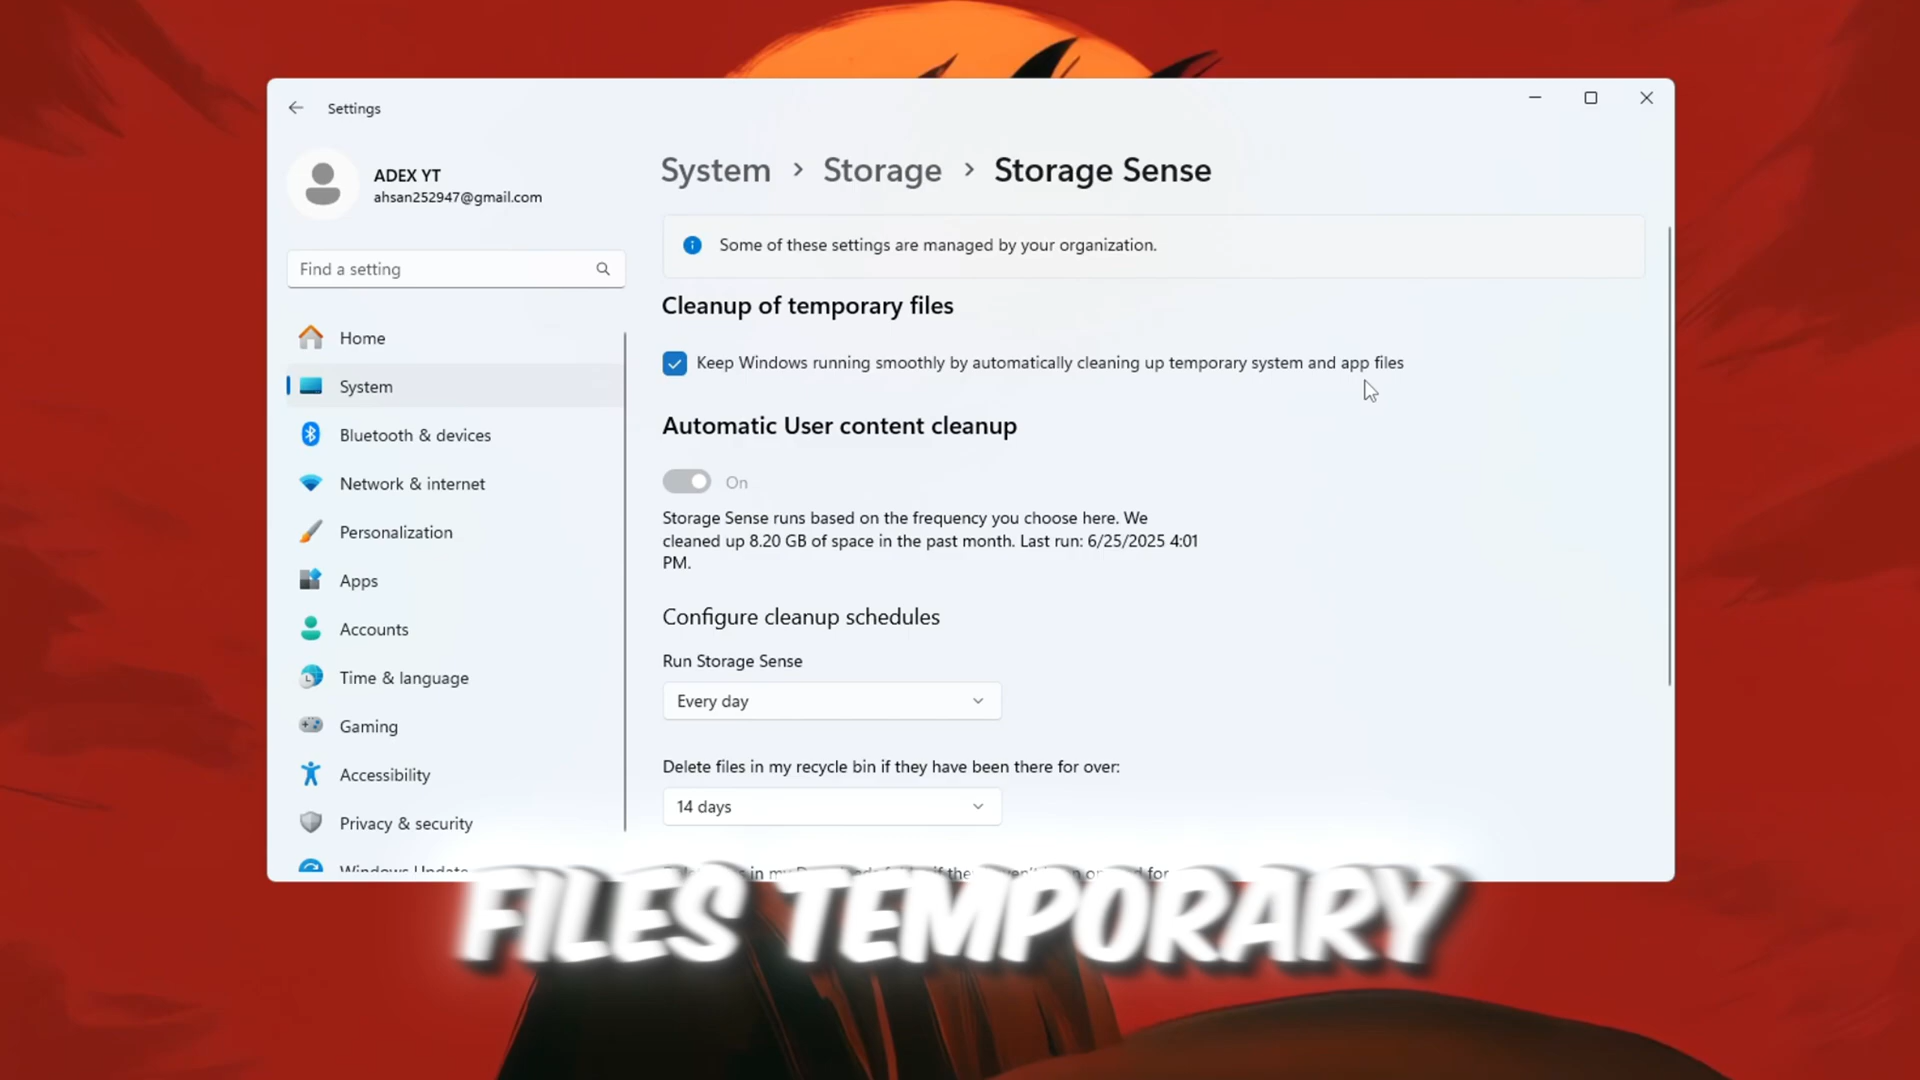 Settings
ADEX YT
ahsan252947@gmail.com
Find a setting
Home
System
Bluetooth & devices
Network & internet
Personalization
Apps
Accounts
Time & language
Gaming
Accessibility
Privacy & security
Windows Update
System > Storage > Storage Sense
Some of these settings are managed by your organization.
Cleanup of temporary files
Keep Windows running smoothly by automatically cleaning up temporary system and app files
Automatic User content cleanup
On
Storage Sense runs based on the frequency you choose here. We
cleaned up 8.20 GB of space in the past month. Last run: 6/25/2025 4:01
PM.
Configure cleanup schedules
Run Storage Sense
Every day
Delete files in my recycle bin if they have been there for over:
14 days
FILES TEMPORARY